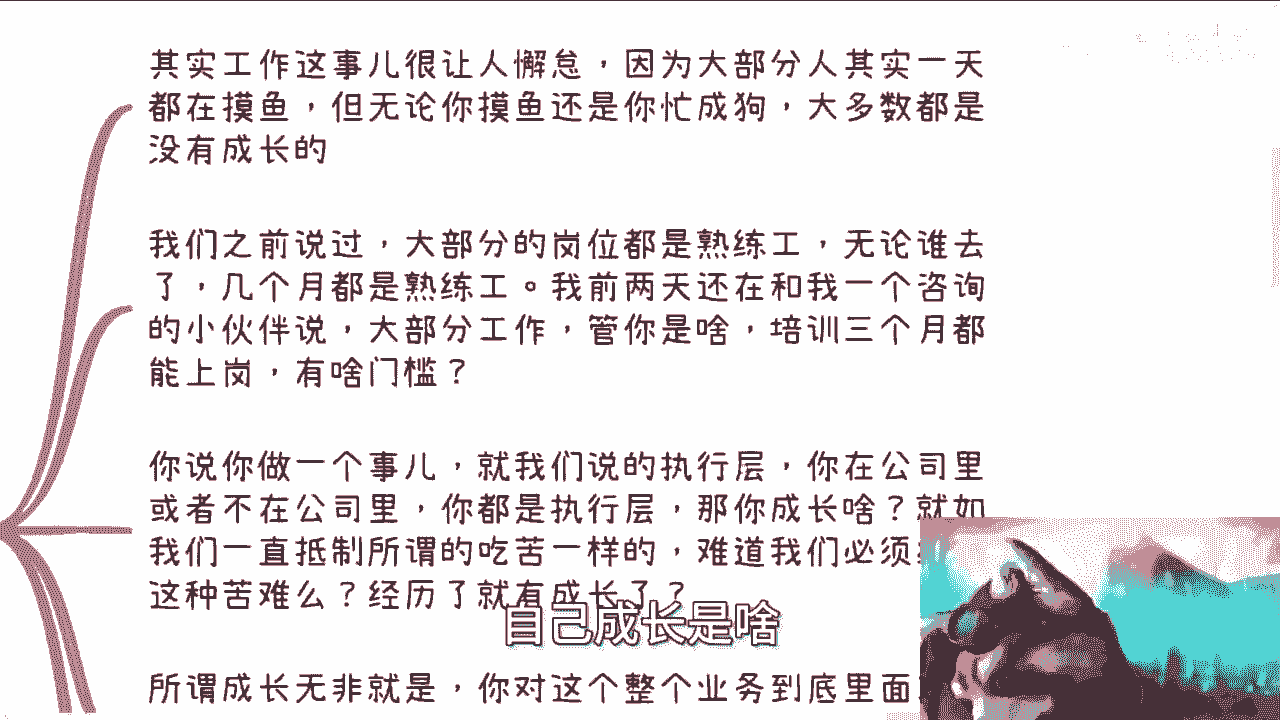 其实工作这事儿很让人懈怠，因为大部分人其实一天
都在摸鱼，但无论你摸鱼还是你忙成狗，大多数都是
没有成长的
我们之前说过，大部分的岗位都是熟练工，无论谁去
了，几个月都是熟练工。我前两天还在和我一个咨询
的小伙伴说，大部分工作，管你是啥，培训三个月都
能上岗，有啥门槛？
你说你做一个事儿，就我们说的执行层，你在公司里
或者不在公司里，你都是执行层，那你成长啥？就如
我们一直抵制所谓的吃苦一样的，难道我们必须
这种苦难么？经历了就有成长了？
自己成长是啥
所谓成长无非就是，你对这个整个业务到底里面